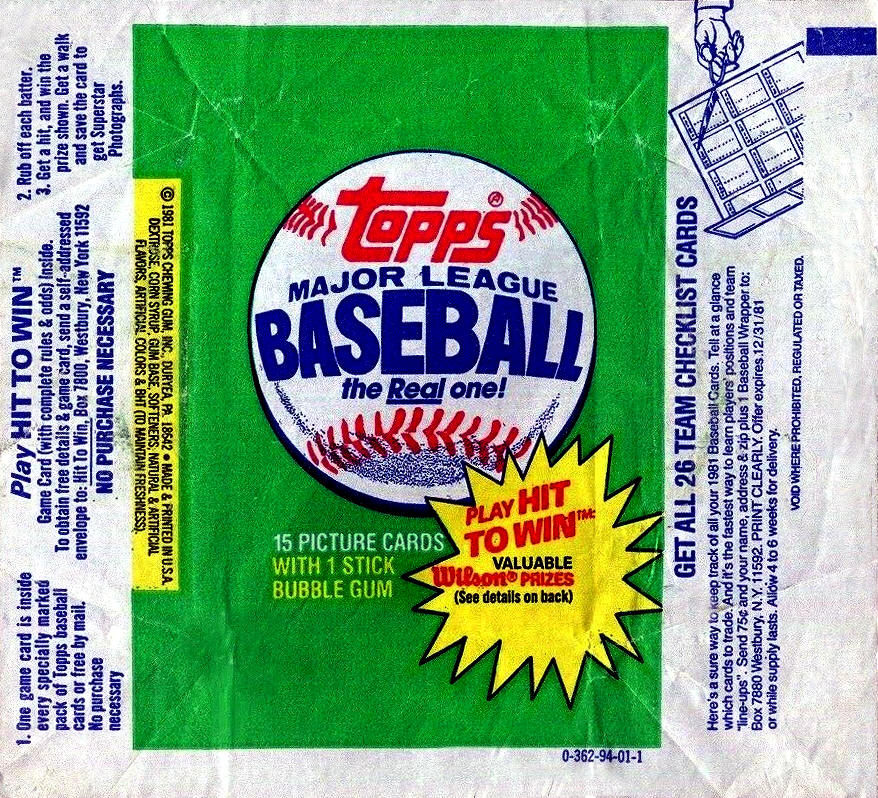 Topps®
MAJOR LEAGUE
BASEBALL
the Real one!
15 PICTURE CARDS
WITH 1 STICK
BUBBLE GUM
PLAY HIT
TO WIN™:
VALUABLE
Wilson® PRIZES
(See details on back)
0-362-94-01-1
© 1981 TOPPS CHEWING GUM, INC., DURYEA, PA. 18642 • MADE & PRINTED IN U.S.A.
DEXTROSE, CORN SYRUP, GUM BASE, SOFTENERS, NATURAL & ARTIFICIAL
FLAVORS, ARTIFICIAL COLORS & BHT (TO MAINTAIN FRESHNESS).
Play HIT TO WIN™
Game Card (with complete rules & odds) Inside.
To obtain free details & game card, send a self-addressed
envelope to: Hit To Win, Box 7800, Westbury, New York 11592
NO PURCHASE NECESSARY
1. One game card is inside
every specially marked
pack of Topps baseball
cards or free by mail.
No purchase
necessary
2. Rub off each batter.
3. Get a hit, and win the
prize shown. Get a walk
and save the card to
get Superstar
Photographs.
GET ALL 26 TEAM CHECKLIST CARDS
Here's a sure way to keep track of all your 1981 Baseball Cards. Tell at a glance
which cards to trade. And it's the fastest way to learn players' positions and team
"line-ups". Send 75¢ and your name, address & zip plus 1 Baseball Wrapper to:
Box 7880 Westbury, N.Y. 11592. PRINT CLEARLY. Offer expires 12/31/81
or while supply lasts. Allow 4 to 6 weeks for delivery.
VOID WHERE PROHIBITED, REGULATED OR TAXED.